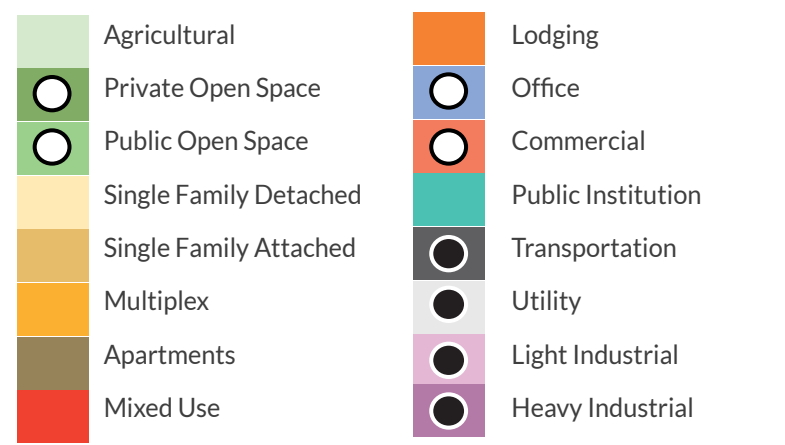 Agricultural
Private Open Space
Public Open Space
Single Family Detached
Single Family Attached
Multiplex
Apartments
Mixed Use
Lodging
Office
Commercial
Public Institution
Transportation
Utility
Light Industrial
Heavy Industrial